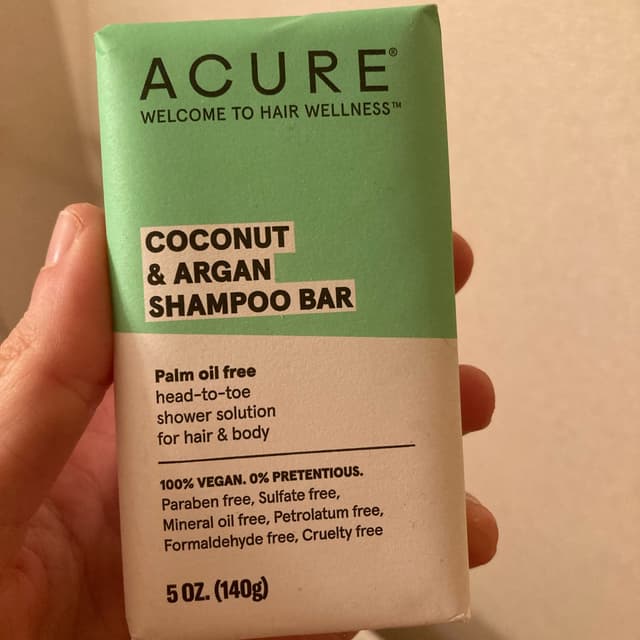 ACURE®
WELCOME TO HAIR WELLNESS™
COCONUT
& ARGAN
SHAMPOO BAR
Palm oil free
head-to-toe
shower solution
for hair & body
100% VEGAN. 0% PRETENTIOUS.
Paraben free, Sulfate free,
Mineral oil free, Petrolatum free,
Formaldehyde free, Cruelty free
5 OZ. (140g)